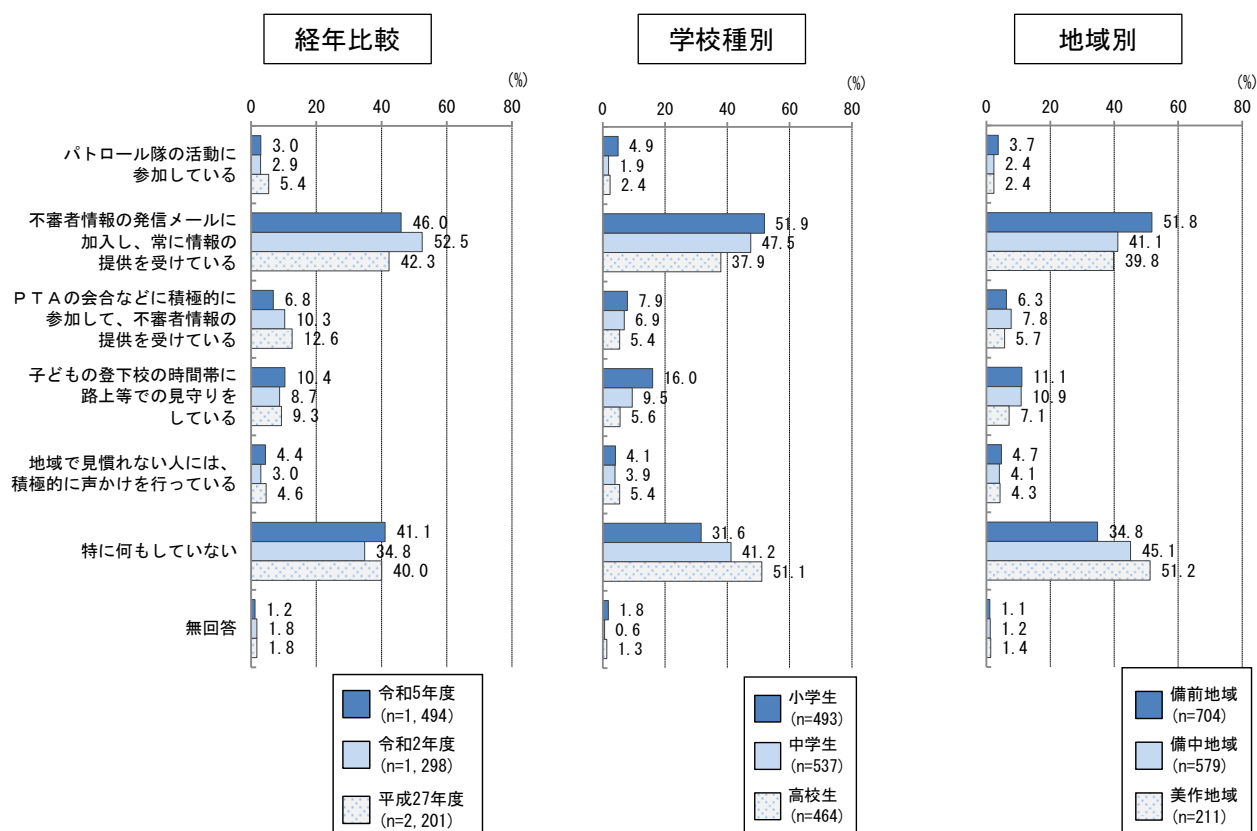 経年比較
学校種別
地域別
(%)
(%)
(%)
0 20 40 60 80
0 20 40 60 80
0 20 40 60 80
パトロール隊の活動に
参加している
3.0
2.9
5.4
4.9
1.9
2.4
3.7
2.4
2.4
不審者情報の発信メールに
加入し、常に情報の
提供を受けている
46.0
52.5
42.3
51.9
47.5
37.9
51.8
41.1
39.8
ＰＴＡの会合などに積極的に
参加して、不審者情報の
提供を受けている
6.8
10.3
12.6
7.9
6.9
5.4
6.3
7.8
5.7
子どもの登下校の時間帯に
路上等での見守りを
している
10.4
8.7
9.3
16.0
9.5
5.6
11.1
10.9
7.1
地域で見慣れない人には、
積極的に声かけを行っている
4.4
3.0
4.6
4.1
3.9
5.4
4.7
4.1
4.3
特に何もしていない
41.1
34.8
40.0
31.6
41.2
51.1
34.8
45.1
51.2
無回答
1.2
1.8
1.8
1.8
0.6
1.3
1.1
1.2
1.4
令和5年度
(n=1,494)
令和2年度
(n=1,298)
平成27年度
(n=2,201)
小学生
(n=493)
中学生
(n=537)
高校生
(n=464)
備前地域
(n=704)
備中地域
(n=579)
美作地域
(n=211)